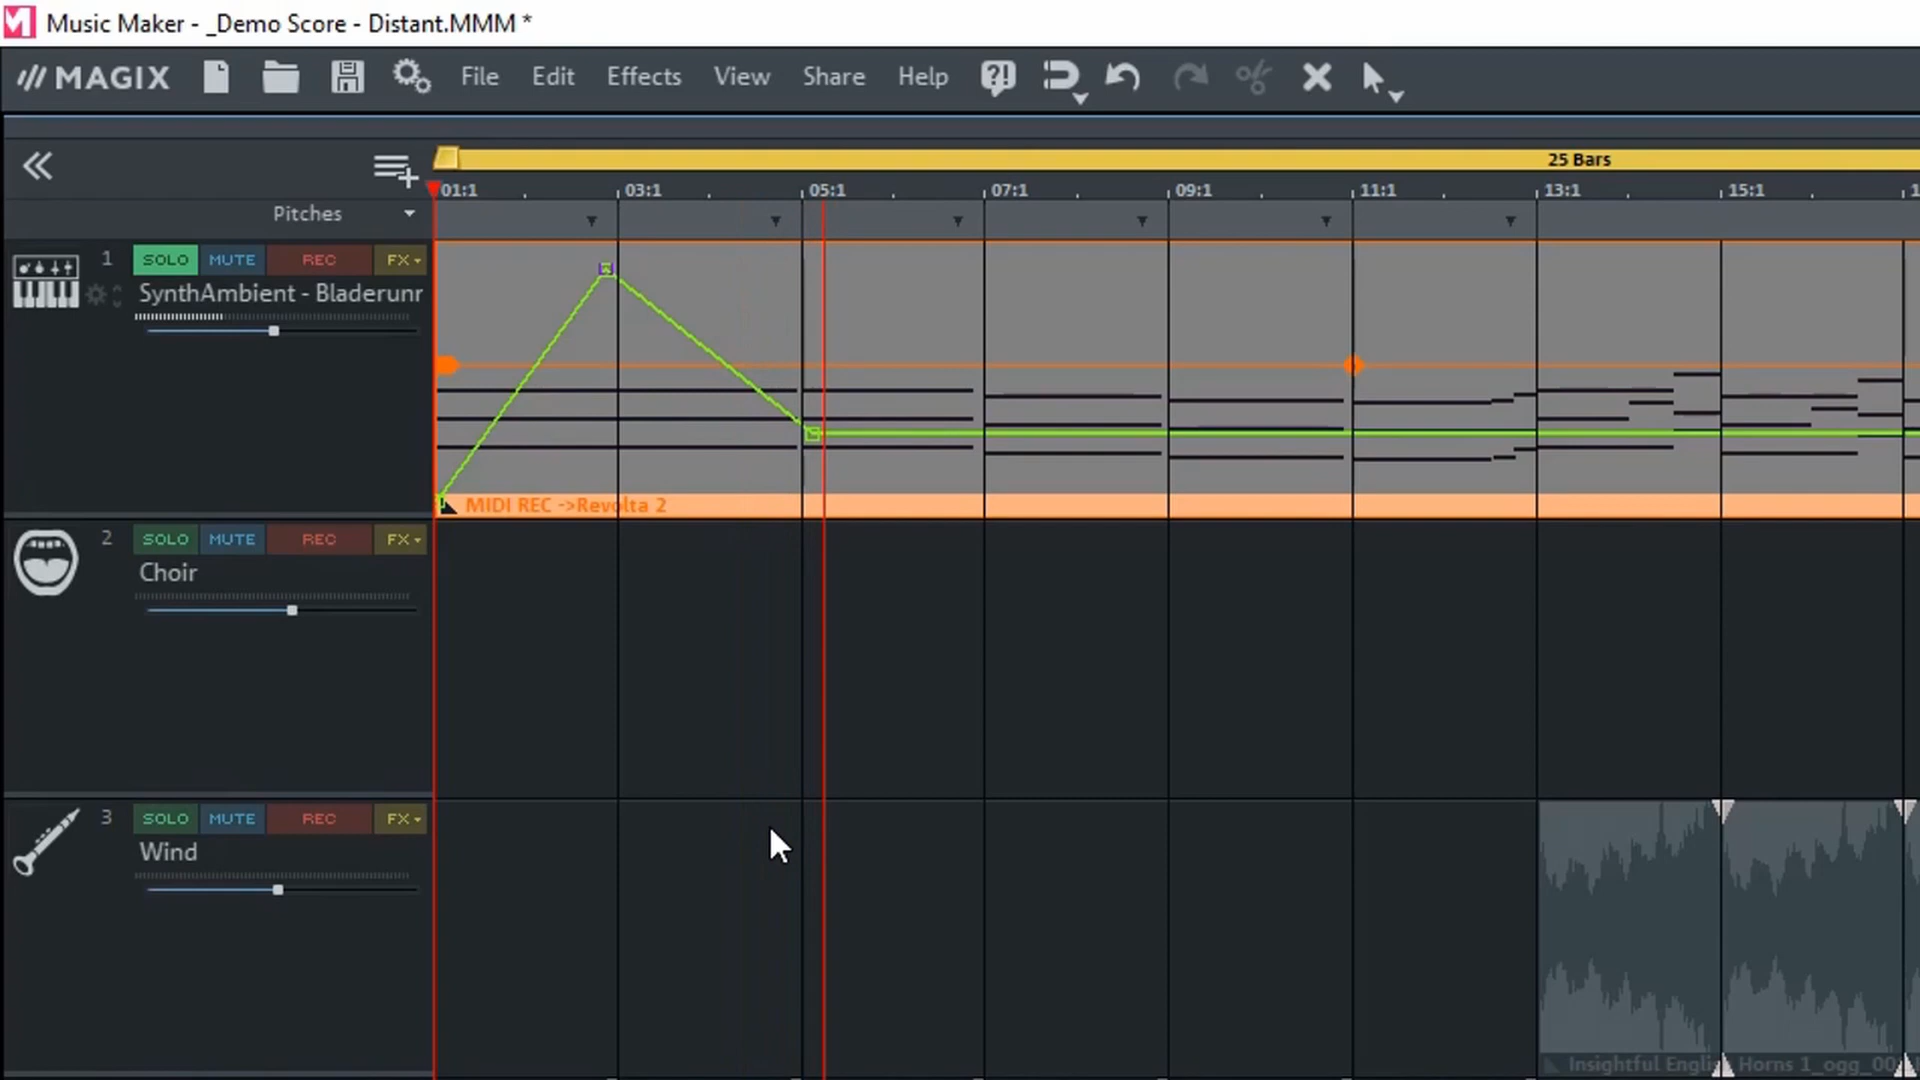 Music Maker - _Demo Score - Distant.MMM *
MAGIX File Edit Effects View Share Help
25 Bars
01:1 03:1 05:1 07:1 09:1 11:1 13:1 15:1
Pitches
1 SOLO MUTE REC FX
SynthAmbient - Bladerunr
MIDI REC ->Revolta 2
2 SOLO MUTE REC FX
Choir
3 SOLO MUTE REC FX
Wind
Insightful Engli Horns 1_ogg_00